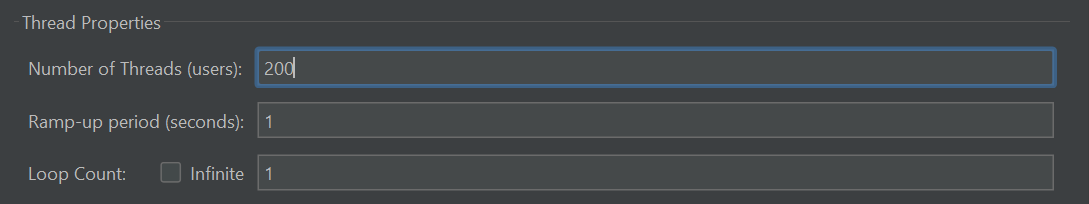 Thread Properties
Number of Threads (users): 200
Ramp-up period (seconds): 1
Loop Count: Infinite 1